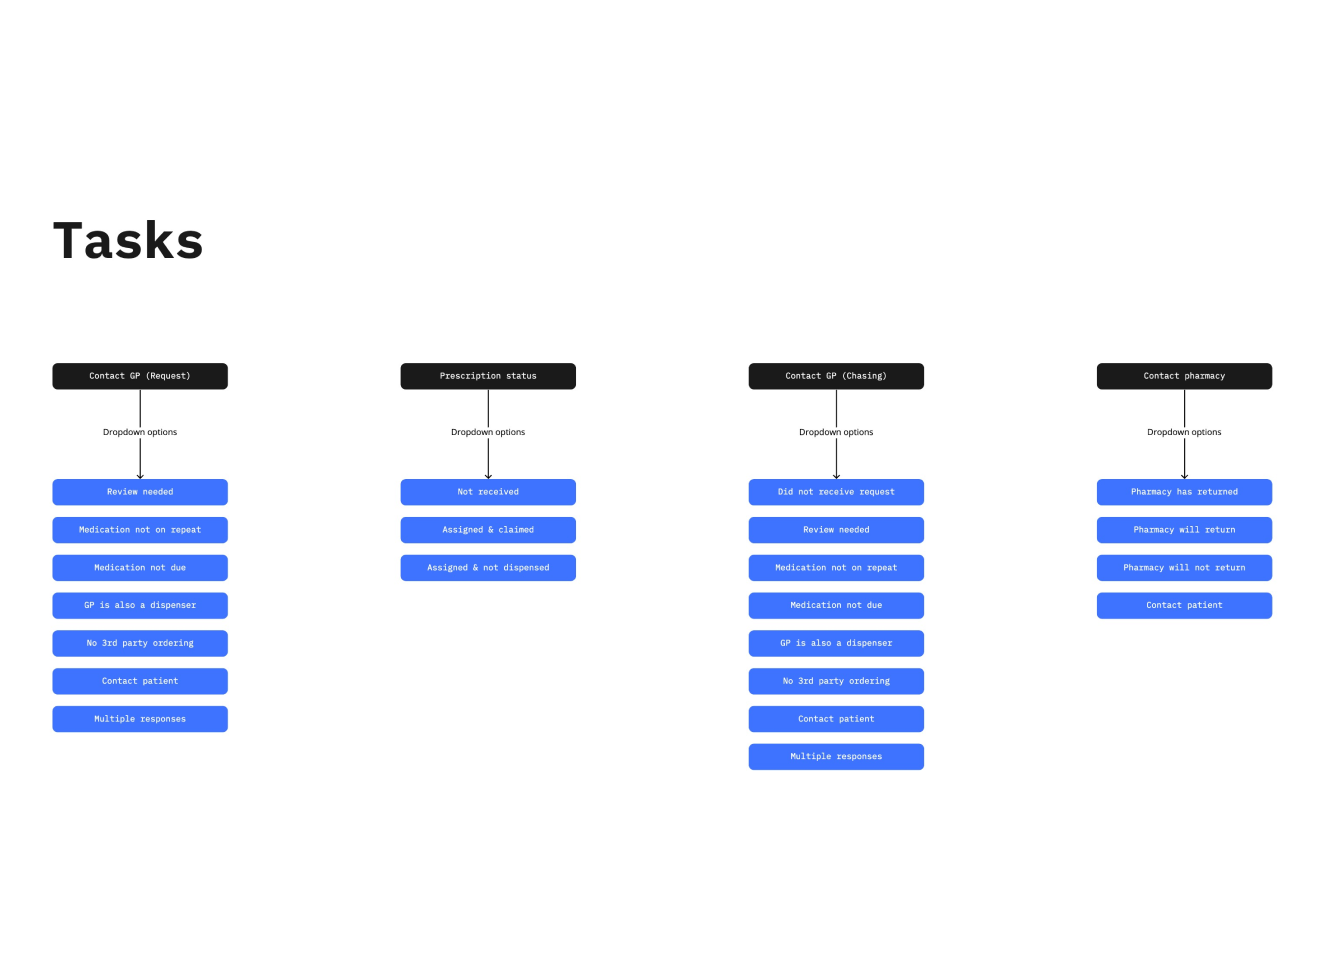 Tasks
Contact GP (Request)
Dropdown options
Review needed
Medication not on repeat
Medication not due
GP is also a dispenser
No 3rd party ordering
Contact patient
Multiple responses
Prescription status
Dropdown options
Not received
Assigned & claimed
Assigned & not dispensed
Contact GP (Chasing)
Dropdown options
Did not receive request
Review needed
Medication not on repeat
Medication not due
GP is also a dispenser
No 3rd party ordering
Contact patient
Multiple responses
Contact pharmacy
Dropdown options
Pharmacy has returned
Pharmacy will return
Pharmacy will not return
Contact patient